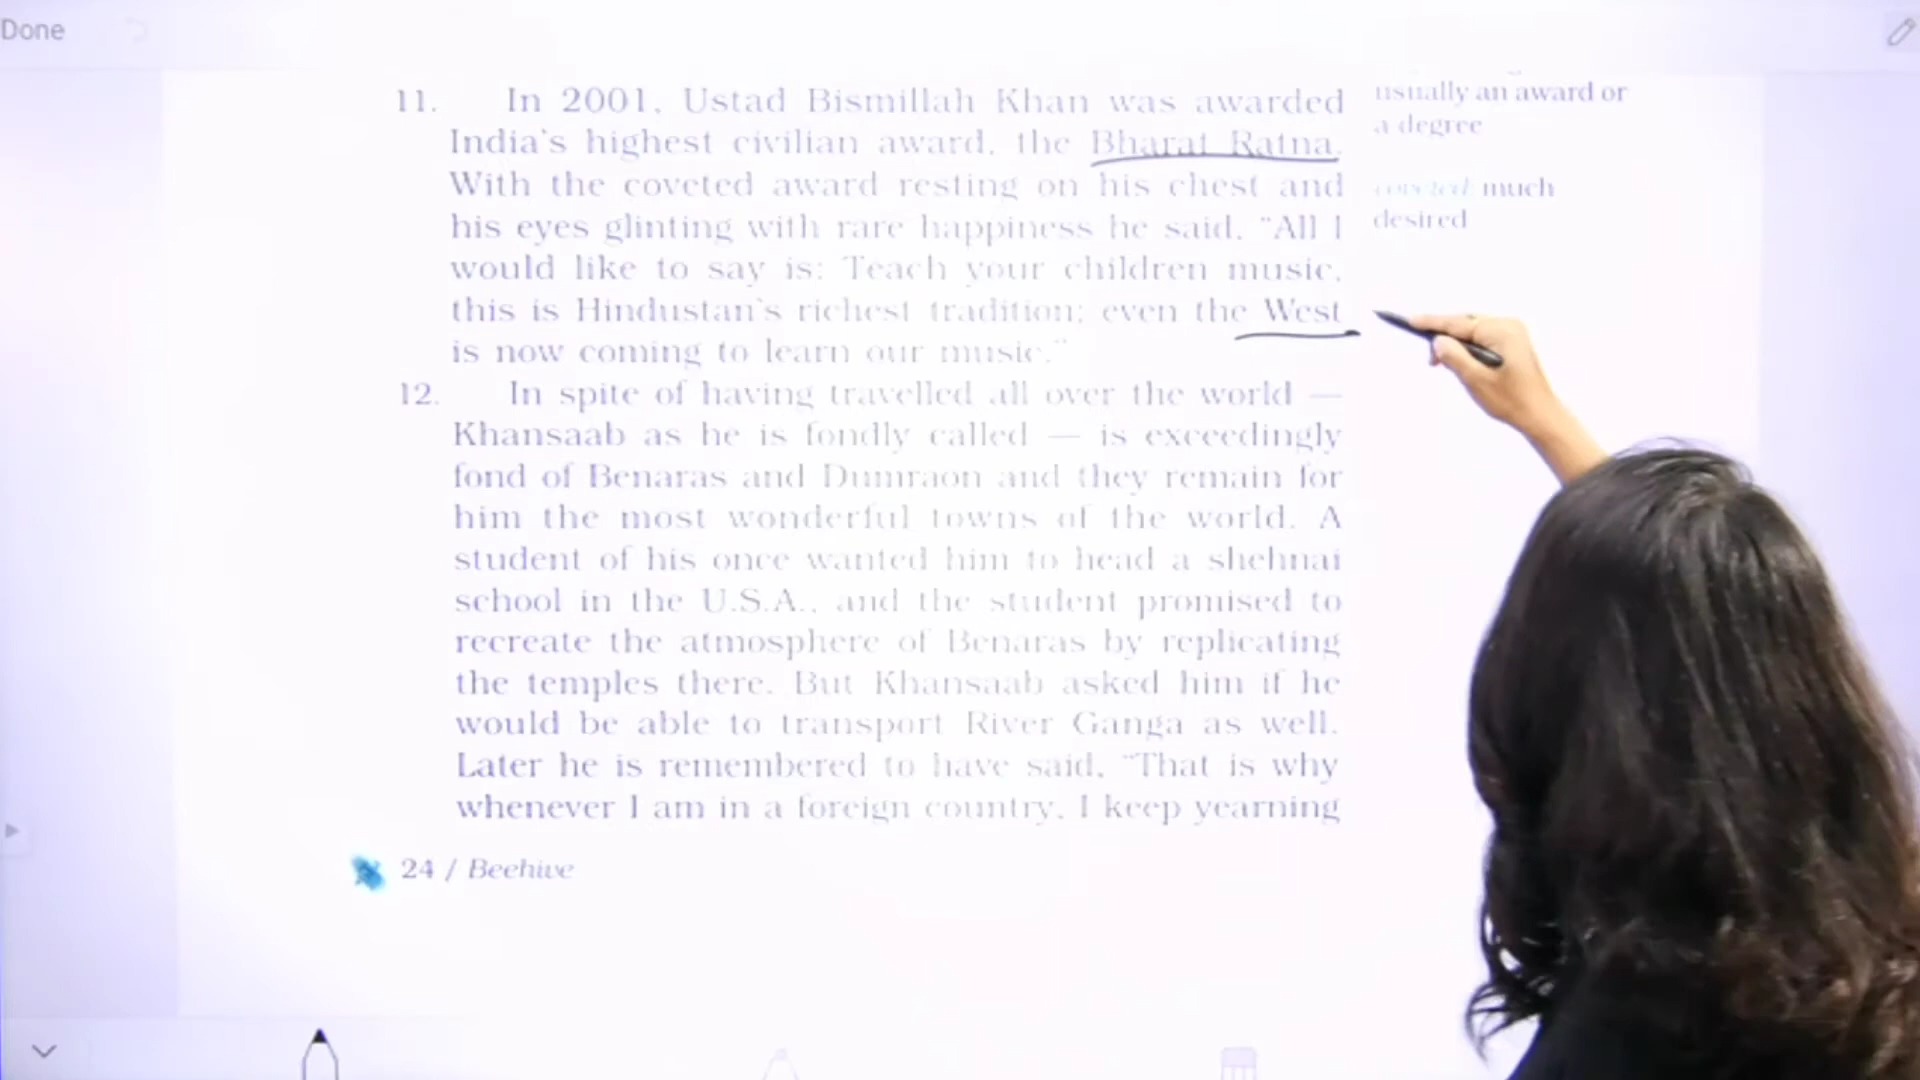 Done
11. In 2001, Ustad Bismillah Khan was awarded
India's highest civilian award, the Bharat Ratna.
With the coveted award resting on his chest and
his eyes glinting with rare happiness he said, “All I
would like to say is: Teach your children music,
this is Hindustan's richest tradition; even the West
is now coming to learn our music.”
12. In spite of having travelled all over the world —
Khansaab as he is fondly called — is exceedingly
fond of Benaras and Dumraon and they remain for
him the most wonderful towns of the world. A
student of his once wanted him to head a shehnai
school in the U.S.A., and the student promised to
recreate the atmosphere of Benaras by replicating
the temples there. But Khansaab asked him if he
would be able to transport River Ganga as well.
Later he is remembered to have said, “That is why
whenever I am in a foreign country, I keep yearning
usually an award or
a degree
coveted: much
desired
24 / Beehive